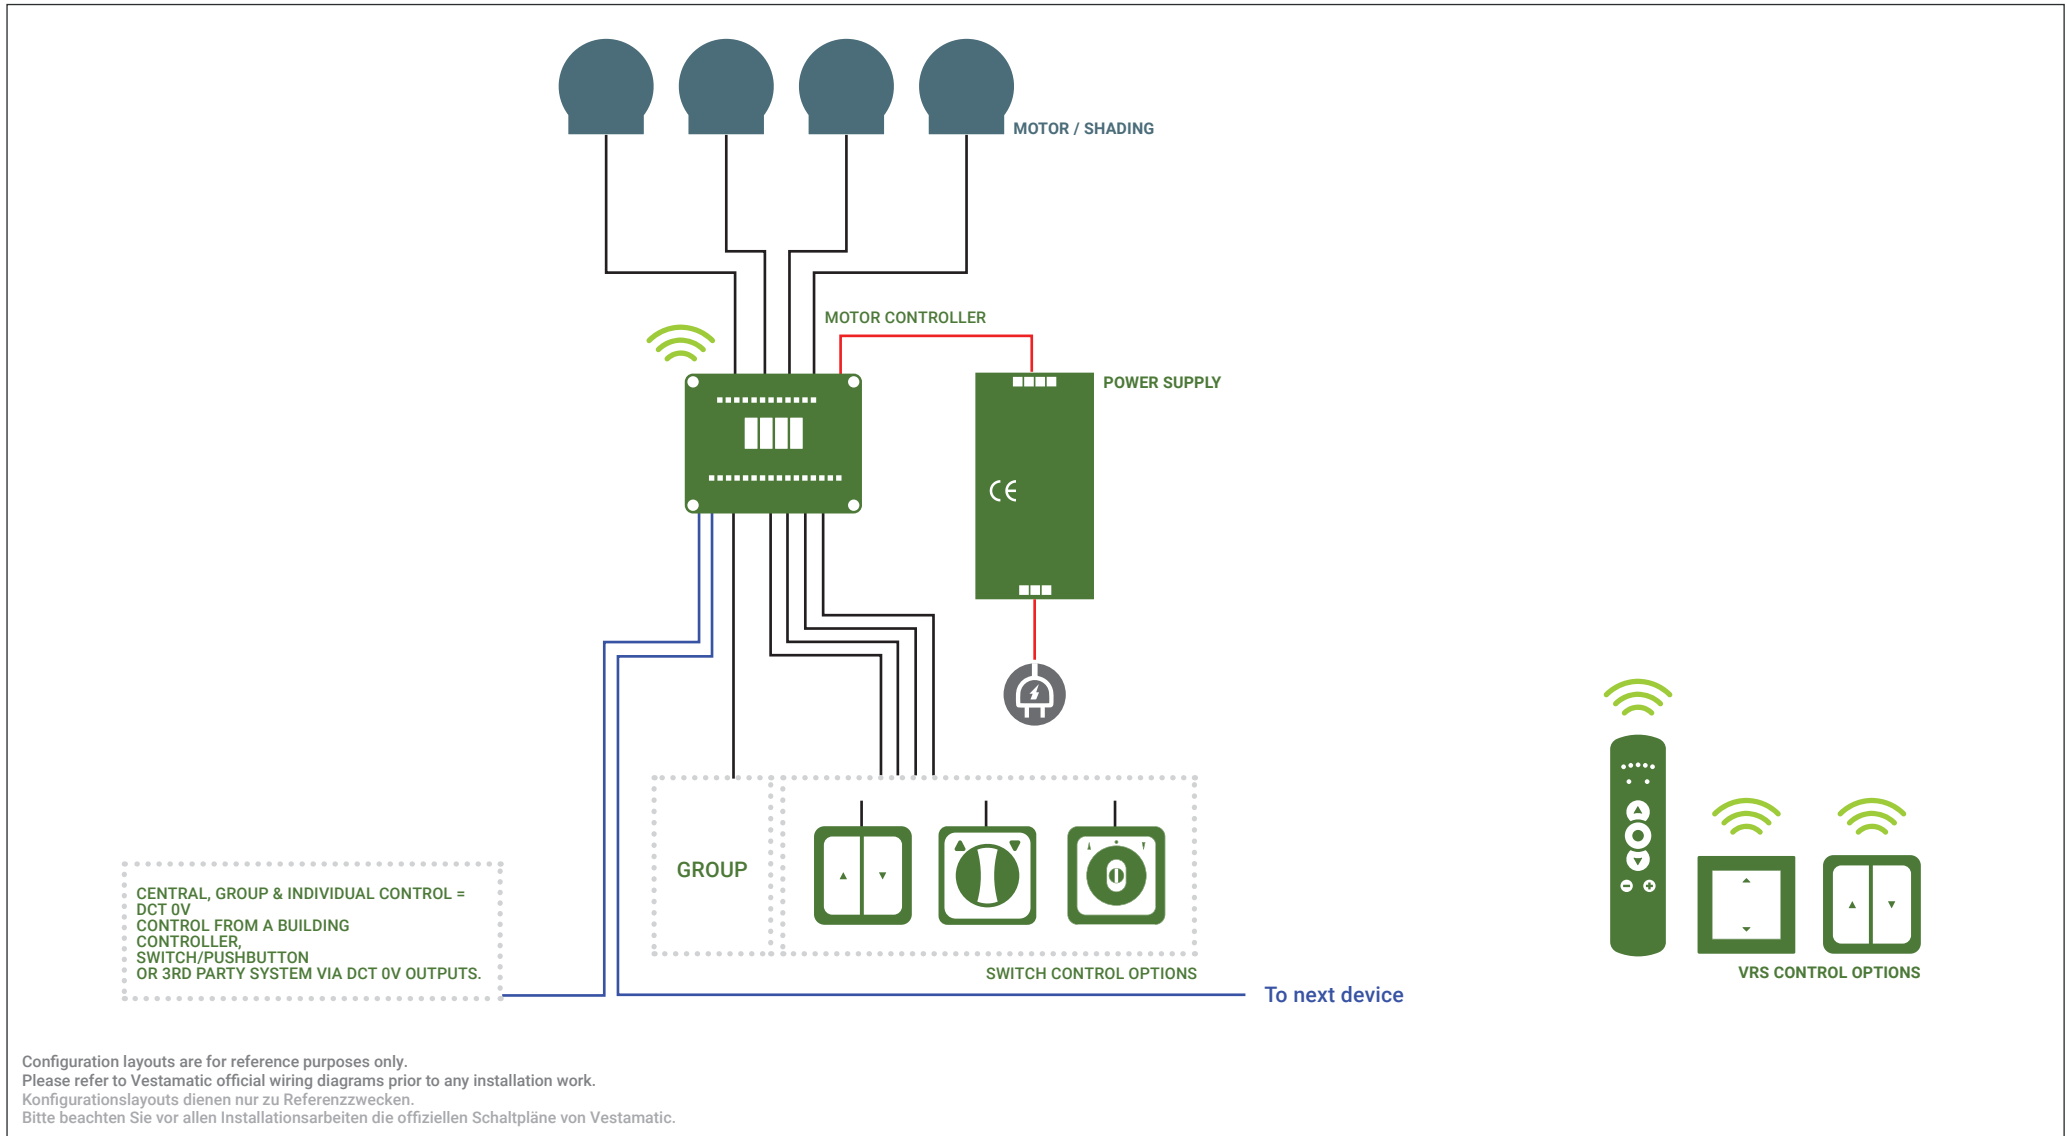 MOTOR / SHADING
MOTOR CONTROLLER
POWER SUPPLY
CE
GROUP
CENTRAL, GROUP & INDIVIDUAL CONTROL =
DCT 0V
CONTROL FROM A BUILDING
CONTROLLER,
SWITCH/PUSHBUTTON
OR 3RD PARTY SYSTEM VIA DCT 0V OUTPUTS.
SWITCH CONTROL OPTIONS
VRS CONTROL OPTIONS
To next device
Configuration layouts are for reference purposes only.
Please refer to Vestamatic official wiring diagrams prior to any installation work.
Konfigurationslayouts dienen nur zu Referenzzwecken.
Bitte beachten Sie vor allen Installationsarbeiten die offiziellen Schaltpläne von Vestamatic.